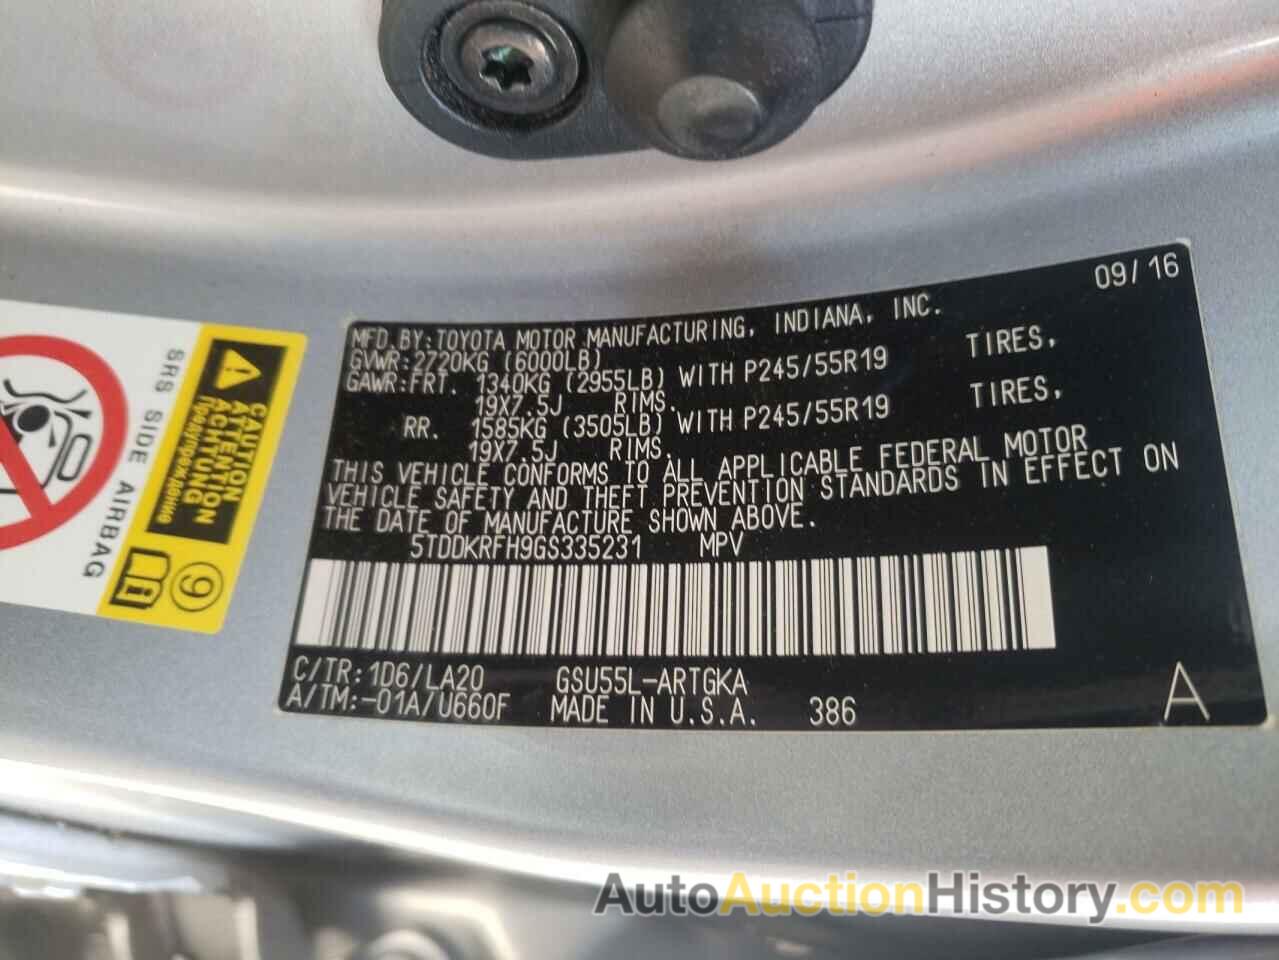 09/16
MFD.BY:TOYOTA MOTOR MANUFACTURING, INDIANA, INC.
GVWR:2720KG (6000LB)
GAWR:FRT. 1340KG (2955LB) WITH P245/55R19 TIRES,
19X7.5J RIMS.
RR. 1585KG (3505LB) WITH P245/55R19 TIRES,
19X7.5J RIMS.
THIS VEHICLE CONFORMS TO ALL APPLICABLE FEDERAL MOTOR
VEHICLE SAFETY AND THEFT PREVENTION STANDARDS IN EFFECT ON
THE DATE OF MANUFACTURE SHOWN ABOVE.
5TDDKRFH9GS335231 MPV
C/TR:1D6/LA20 GSU55L-ARTGKA
A/TM:-01A/U660F MADE IN U.S.A. 386
A
CAUTION
ATTENTION
ACHTUNG
Предупреждение
SRS SIDE AIRBAG
9
AutoAuctionHistory.com